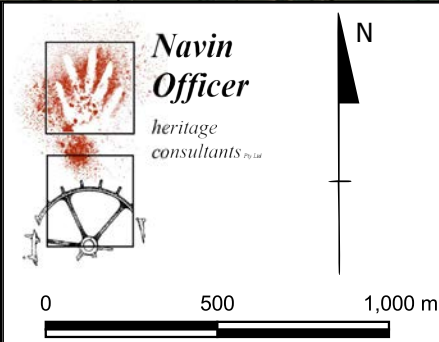 Navin
Officer
heritage
consultants Pty Ltd
N
0 500 1,000 m